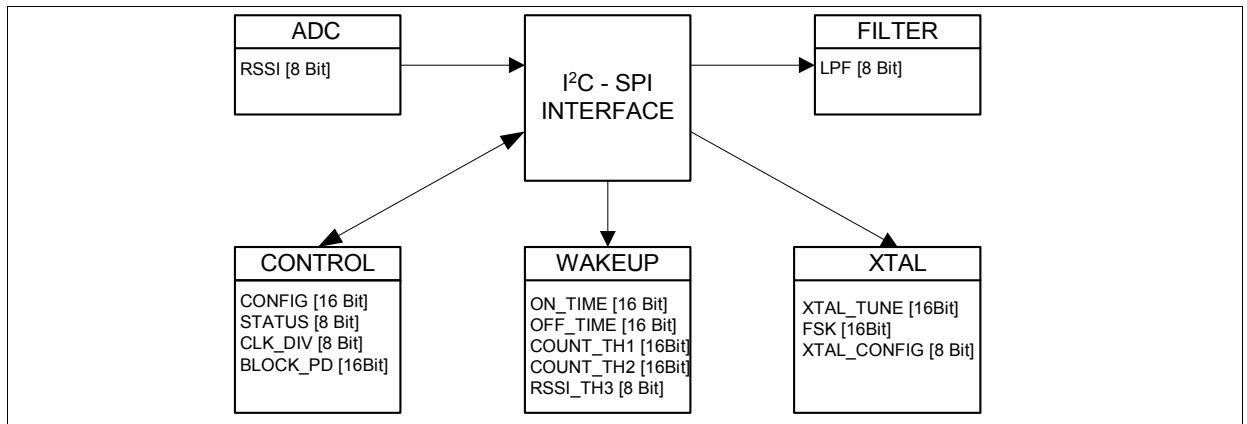 ADC
RSSI [8 Bit]
I²C - SPI
INTERFACE
FILTER
LPF [8 Bit]
CONTROL
CONFIG [16 Bit]
STATUS [8 Bit]
CLK_DIV [8 Bit]
BLOCK_PD [16Bit]
WAKEUP
ON_TIME [16 Bit]
OFF_TIME [16 Bit]
COUNT_TH1 [16Bit]
COUNT_TH2 [16Bit]
RSSI_TH3 [8 Bit]
XTAL
XTAL_TUNE [16Bit]
FSK [16Bit]
XTAL_CONFIG [8 Bit]